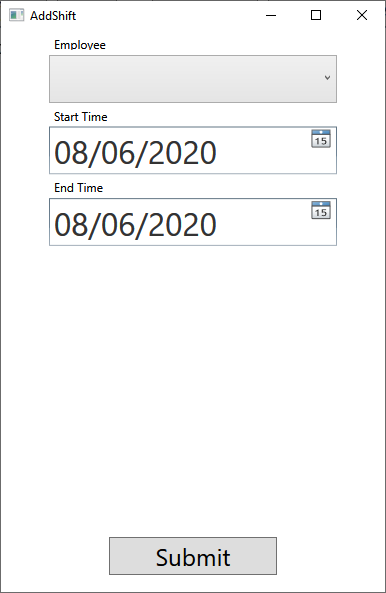 AddShift
Employee
Start Time
08/06/2020
15
End Time
08/06/2020
15
Submit